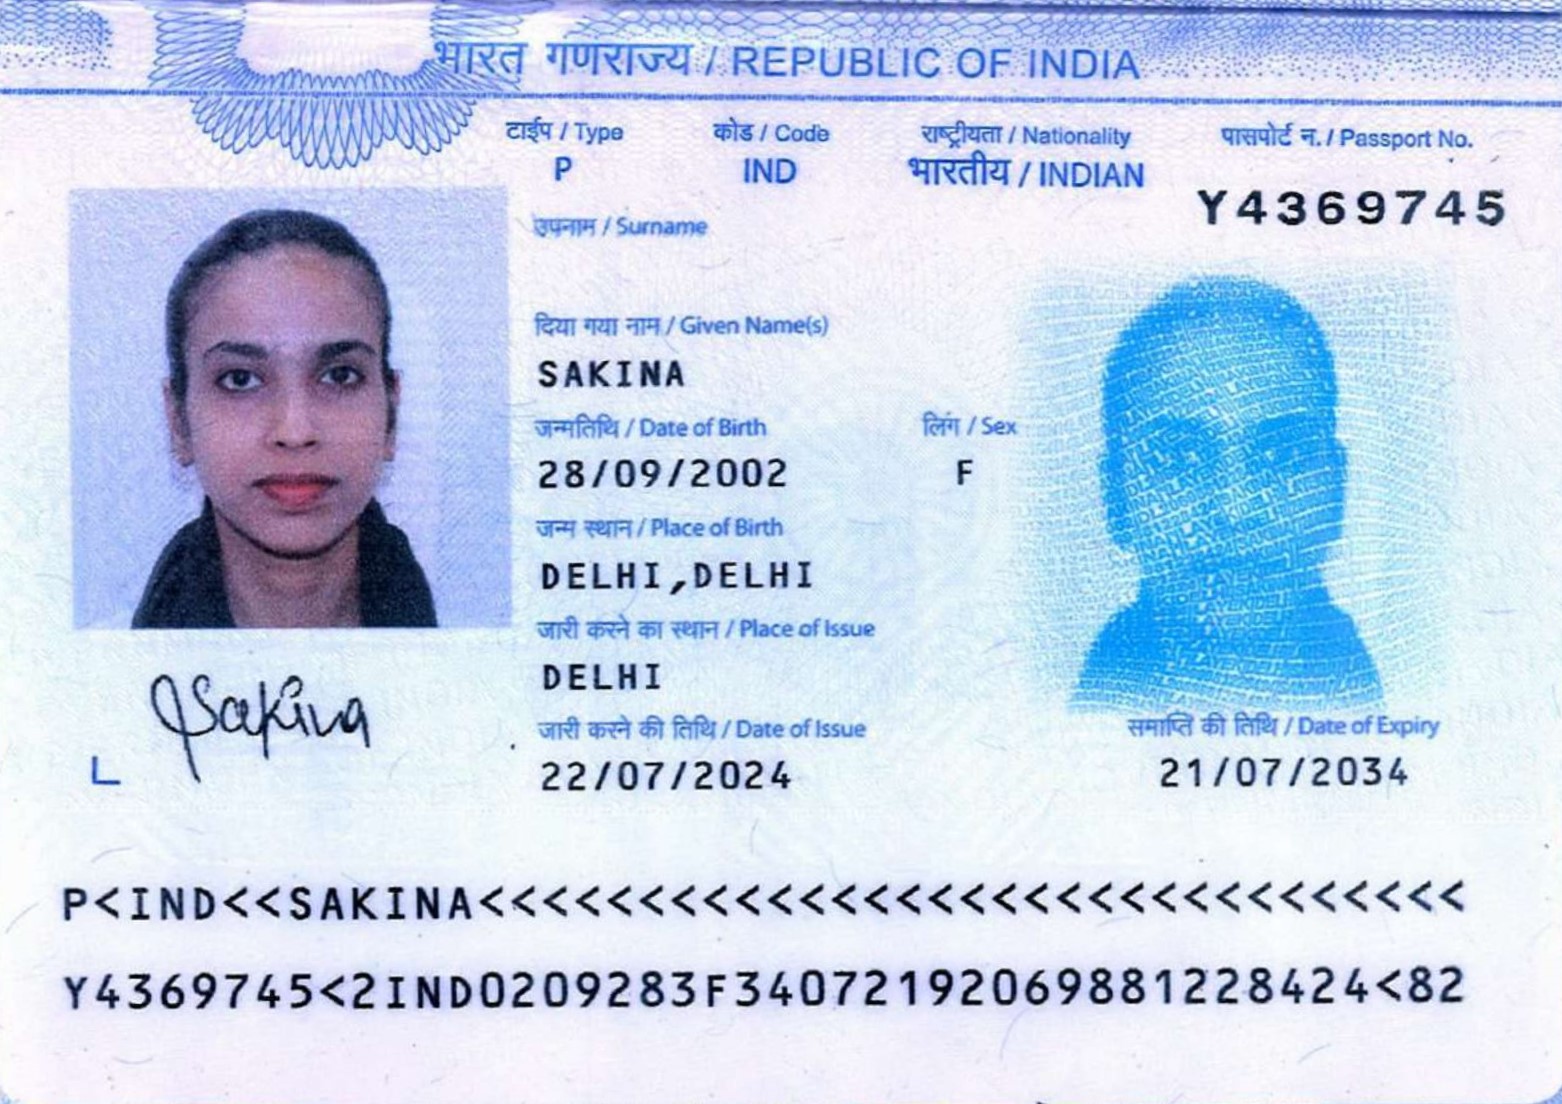 भारत गणराज्य / REPUBLIC OF INDIA
टाईप / Type कोड / Code राष्ट्रीयता / Nationality पासपोर्ट न. / Passport No.
P IND भारतीय / INDIAN Y4369745
उपनाम / Surname
दिया गया नाम / Given Name(s)
SAKINA
जन्मतिथि / Date of Birth लिंग / Sex
28/09/2002 F
जन्म स्थान / Place of Birth
DELHI,DELHI
जारी करने का स्थान / Place of Issue
DELHI
Sakina
जारी करने की तिथि / Date of Issue समाप्ति की तिथि / Date of Expiry
22/07/2024 21/07/2034
P<IND<<SAKINA<<<<<<<<<<<<<<<<<<<<<<<<<<<<<<<
Y4369745<2IND0209283F34072192069881228424<82